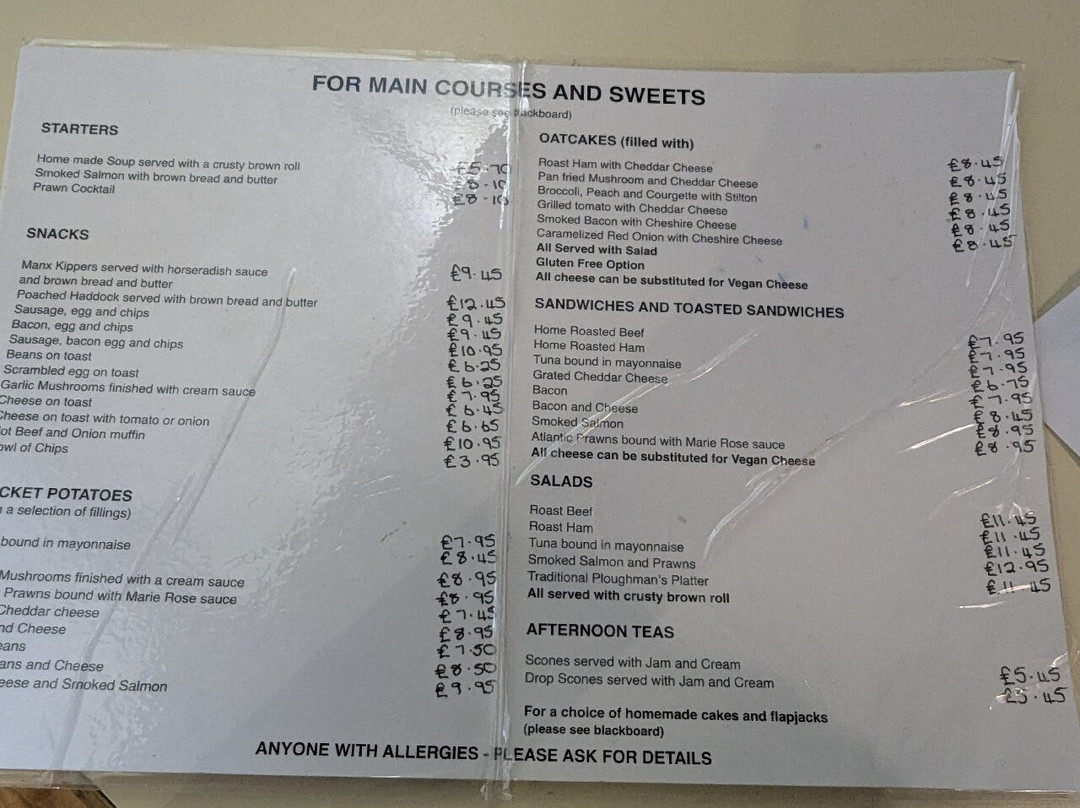 FOR MAIN COURSES AND SWEETS
(please see blackboard)
STARTERS
Home made Soup served with a crusty brown roll £5.70
Smoked Salmon with brown bread and butter £8.10
Prawn Cocktail £8.10
SNACKS
Manx Kippers served with horseradish sauce
and brown bread and butter £9.45
Poached Haddock served with brown bread and butter £12.45
Sausage, egg and chips £9.45
Bacon, egg and chips £9.45
Sausage, bacon egg and chips £10.95
Beans on toast £6.25
Scrambled egg on toast £6.25
Garlic Mushrooms finished with cream sauce £7.95
Cheese on toast £6.45
Cheese on toast with tomato or onion £6.65
ot Beef and Onion muffin £10.95
owl of Chips £3.95
CKET POTATOES
a selection of fillings)
bound in mayonnaise £7.95
£8.45
Mushrooms finished with a cream sauce £8.95
Prawns bound with Marie Rose sauce £8.95
Cheddar cheese £7.45
nd Cheese £8.95
eans £7.50
ans and Cheese £8.50
eese and Smoked Salmon £9.95
OATCAKES (filled with)
Roast Ham with Cheddar Cheese £8.45
Pan fried Mushroom and Cheddar Cheese £8.45
Broccoli, Peach and Courgette with Stilton £8.45
Grilled tomato with Cheddar Cheese £8.45
Smoked Bacon with Cheshire Cheese £8.45
Caramelized Red Onion with Cheshire Cheese £8.45
All Served with Salad
Gluten Free Option
All cheese can be substituted for Vegan Cheese
SANDWICHES AND TOASTED SANDWICHES
Home Roasted Beef £7.95
Home Roasted Ham £7.95
Tuna bound in mayonnaise £7.95
Grated Cheddar Cheese £6.75
Bacon £7.95
Bacon and Cheese £8.45
Smoked Salmon £8.95
Atlantic Prawns bound with Marie Rose sauce £8.95
All cheese can be substituted for Vegan Cheese
SALADS
Roast Beef £11.45
Roast Ham £11.45
Tuna bound in mayonnaise £11.45
Smoked Salmon and Prawns £12.95
Traditional Ploughman's Platter £11.45
All served with crusty brown roll
AFTERNOON TEAS
Scones served with Jam and Cream £5.45
Drop Scones served with Jam and Cream £5.45
For a choice of homemade cakes and flapjacks
(please see blackboard)
ANYONE WITH ALLERGIES - PLEASE ASK FOR DETAILS